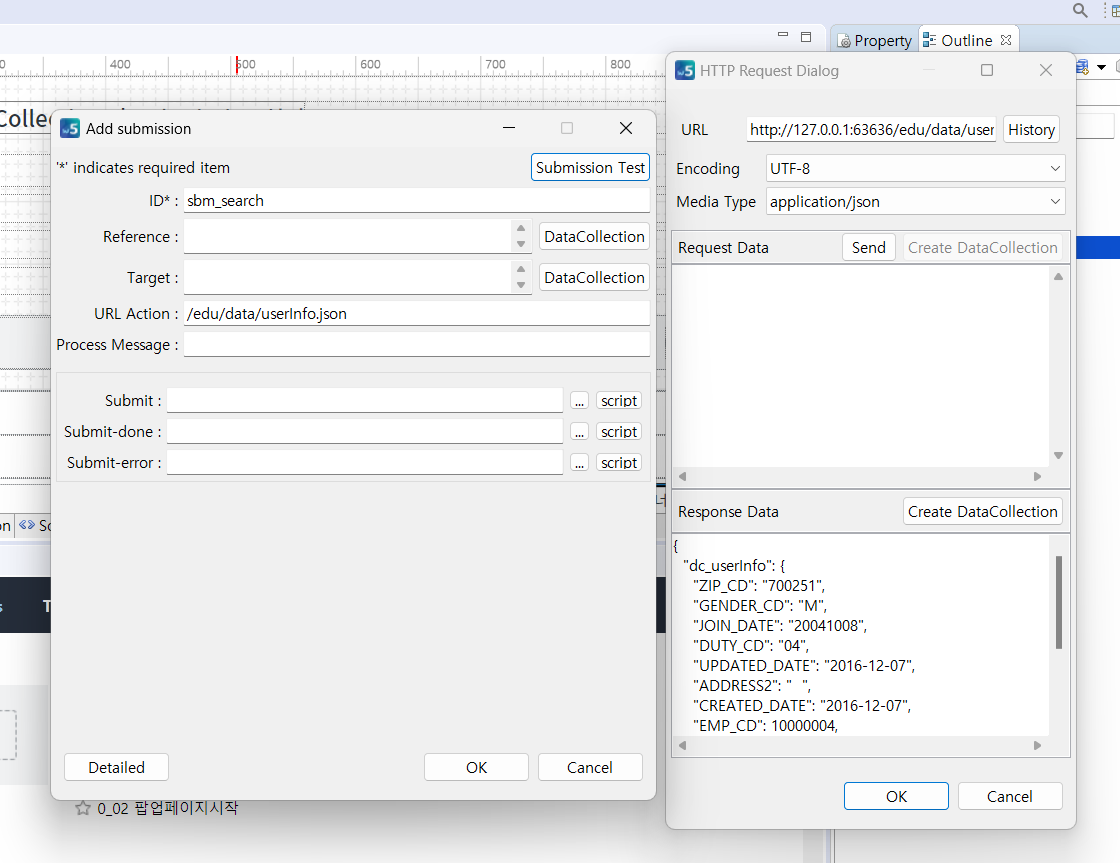 Property
Outline
400
500
600
700
800
Add submission
'*' indicates required item
Submission Test
ID* :
sbm_search
Reference :
DataCollection
Target :
DataCollection
URL Action :
/edu/data/userInfo.json
Process Message :
Submit :
...
script
Submit-done :
...
script
Submit-error :
...
script
Detailed
OK
Cancel
HTTP Request Dialog
URL
http://127.0.0.1:63636/edu/data/user
History
Encoding
UTF-8
Media Type
application/json
Request Data
Send
Create DataCollection
Response Data
Create DataCollection
{
"dc_userInfo": {
"ZIP_CD": "700251",
"GENDER_CD": "M",
"JOIN_DATE": "20041008",
"DUTY_CD": "04",
"UPDATED_DATE": "2016-12-07",
"ADDRESS2": "   ",
"CREATED_DATE": "2016-12-07",
"EMP_CD": 10000004,
OK
Cancel
0_02 팝업페이지시작